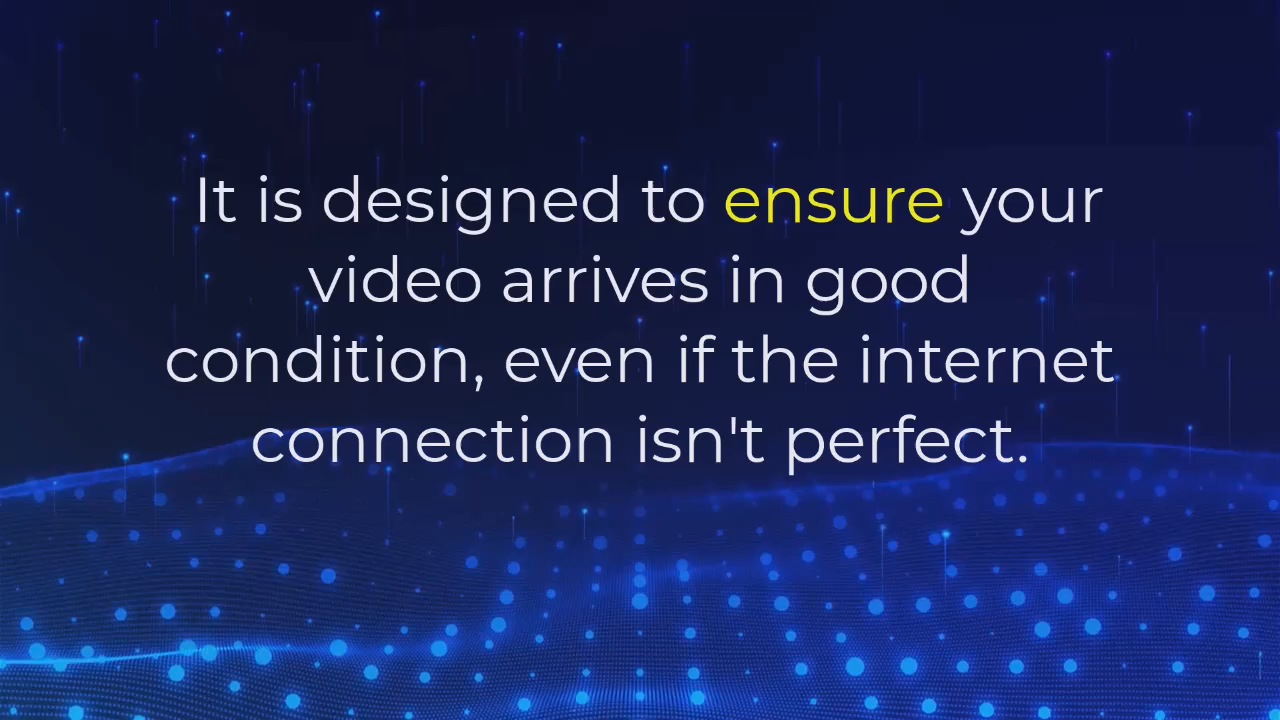 It is designed to ensure your
video arrives in good
condition, even if the internet
connection isn't perfect.